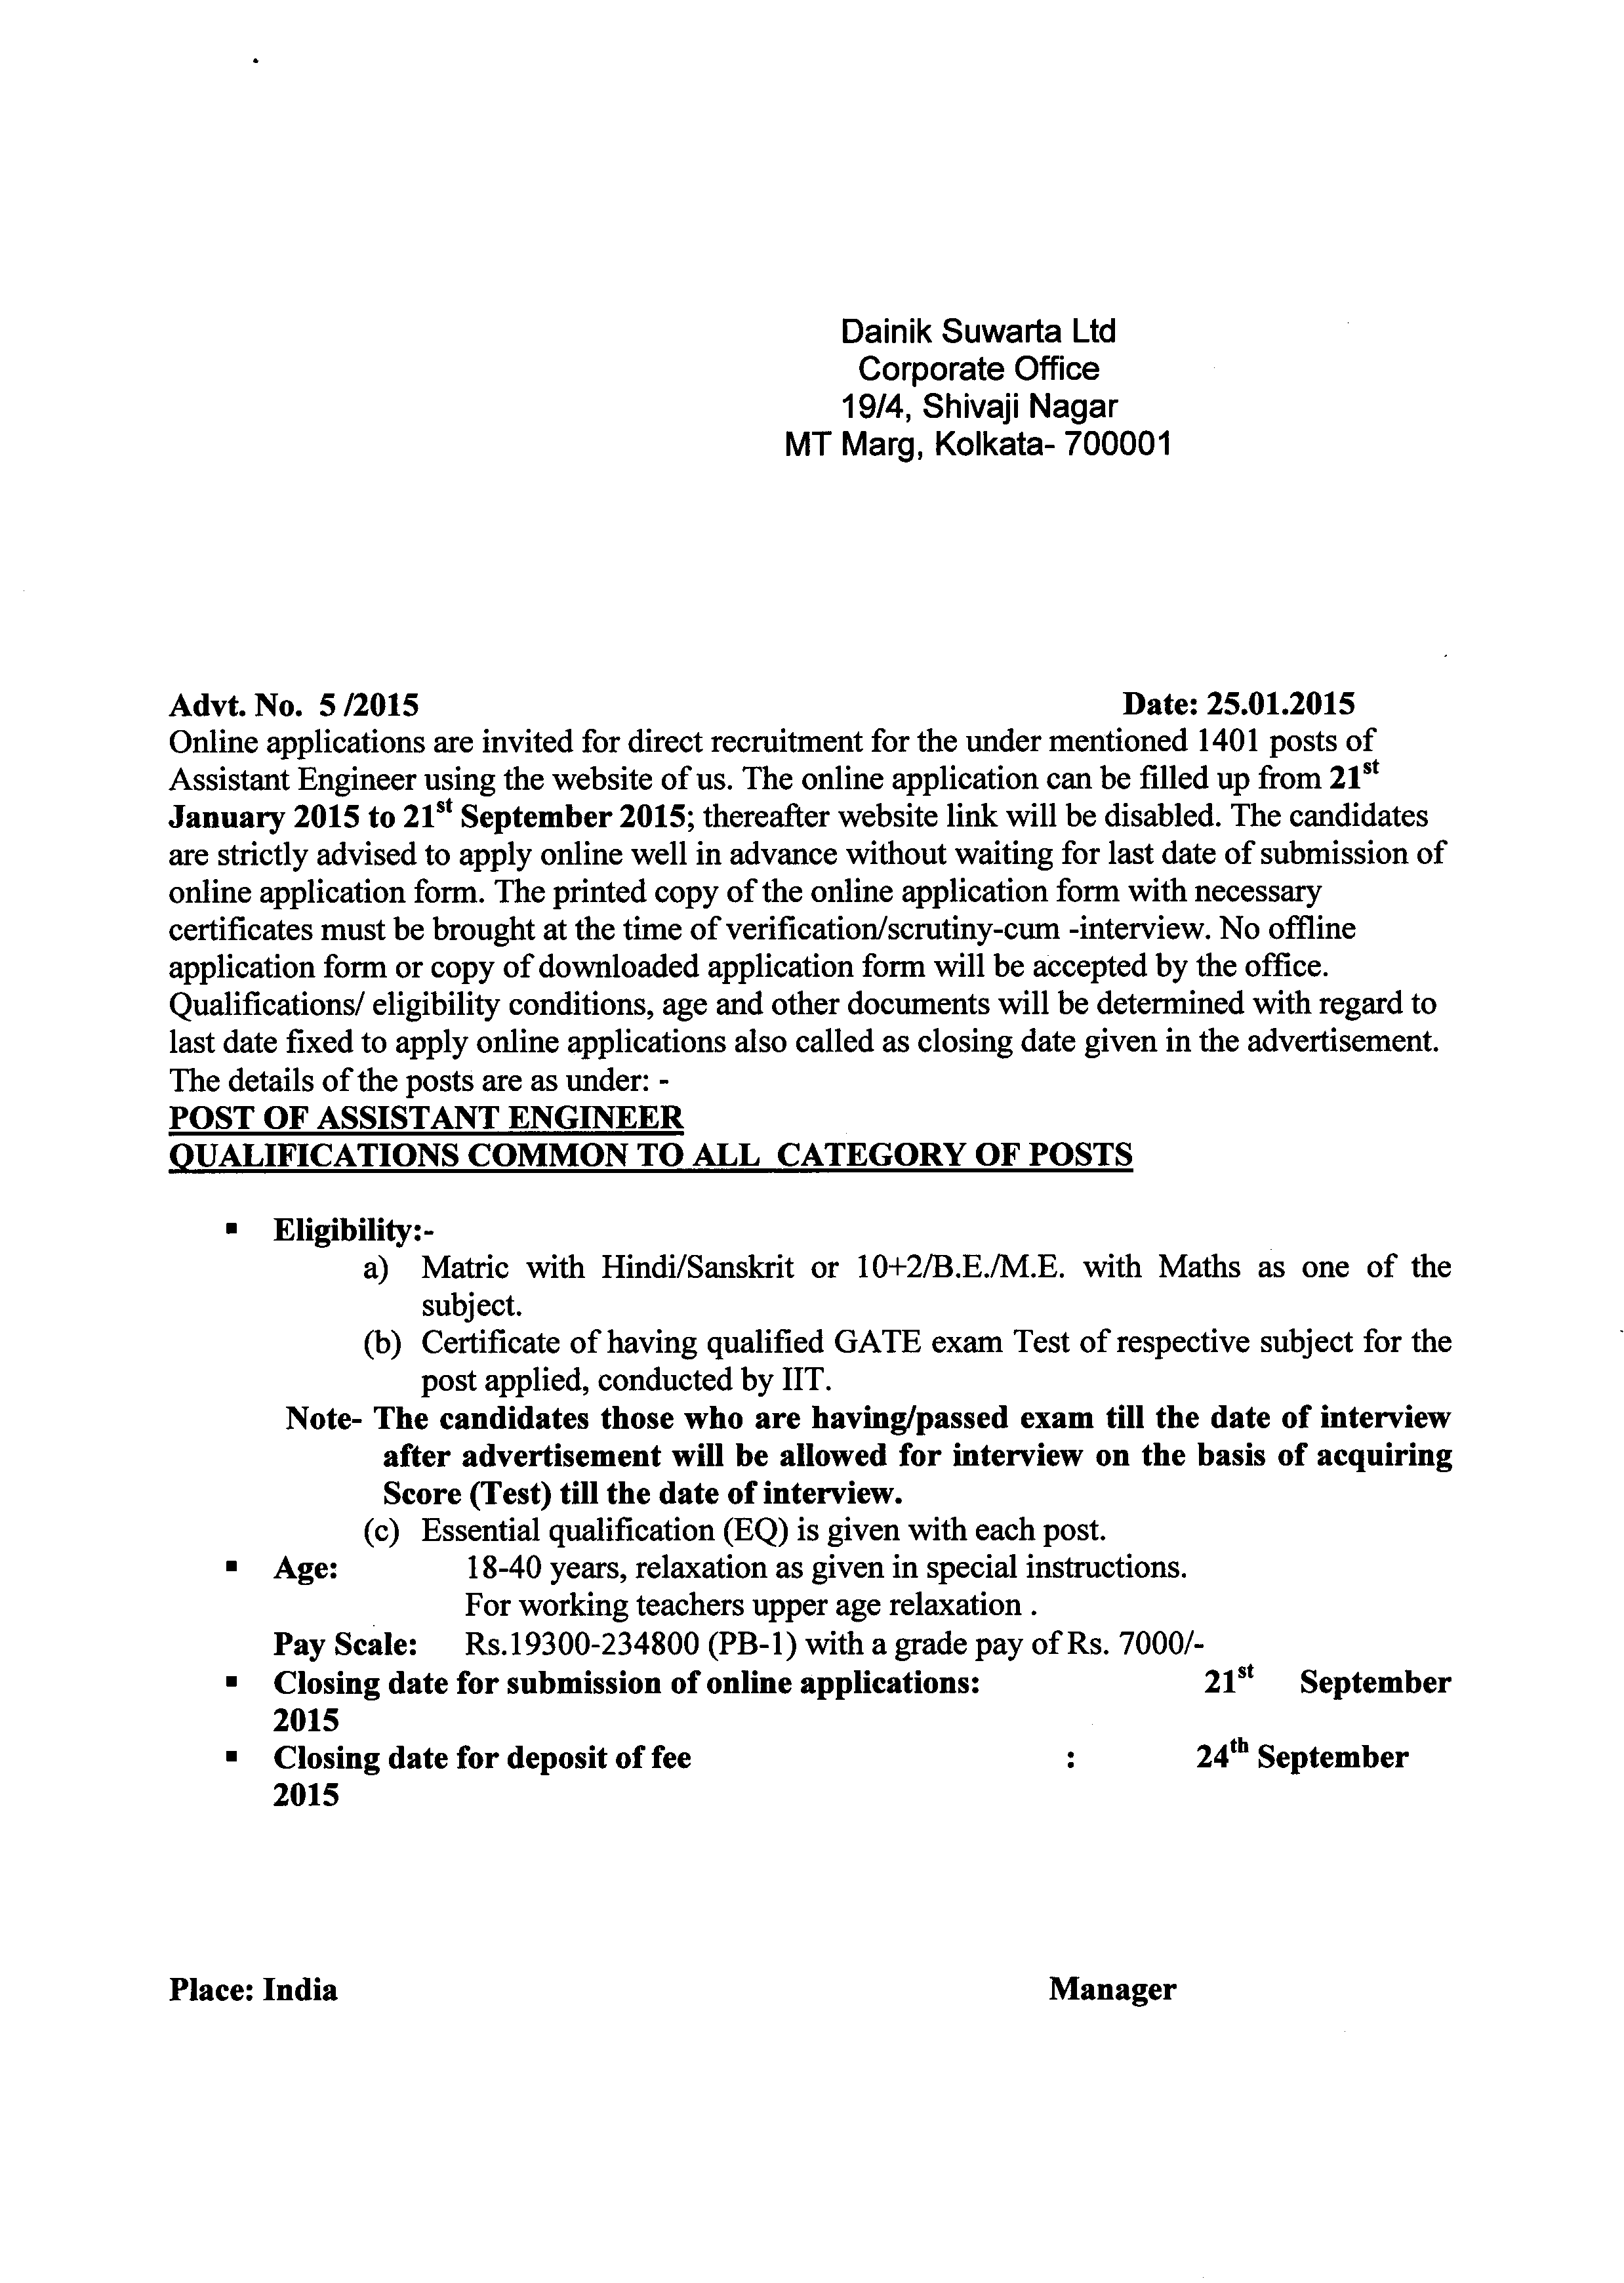 Dainik Suwarta Ltd
Corporate Office
19/4, Shivaji Nagar
MT Marg, Kolkata- 700001
Advt. No. 5 /2015 Date: 25.01.2015
Online applications are invited for direct recruitment for the under mentioned 1401 posts of
Assistant Engineer using the website of us. The online application can be filled up from 21st
January 2015 to 21st September 2015; thereafter website link will be disabled. The candidates
are strictly advised to apply online well in advance without waiting for last date of submission of
online application form. The printed copy of the online application form with necessary
certificates must be brought at the time of verification/scrutiny-cum -interview. No offline
application form or copy of downloaded application form will be accepted by the office.
Qualifications/ eligibility conditions, age and other documents will be determined with regard to
last date fixed to apply online applications also called as closing date given in the advertisement.
The details of the posts are as under: -
POST OF ASSISTANT ENGINEER
QUALIFICATIONS COMMON TO ALL CATEGORY OF POSTS
▪ Eligibility:-
a) Matric with Hindi/Sanskrit or 10+2/B.E./M.E. with Maths as one of the
subject.
(b) Certificate of having qualified GATE exam Test of respective subject for the
post applied, conducted by IIT.
Note- The candidates those who are having/passed exam till the date of interview
after advertisement will be allowed for interview on the basis of acquiring
Score (Test) till the date of interview.
(c) Essential qualification (EQ) is given with each post.
▪ Age: 18-40 years, relaxation as given in special instructions.
For working teachers upper age relaxation .
Pay Scale: Rs.19300-234800 (PB-1) with a grade pay of Rs. 7000/-
▪ Closing date for submission of online applications: 21st September
2015
▪ Closing date for deposit of fee : 24th September
2015
Place: India Manager